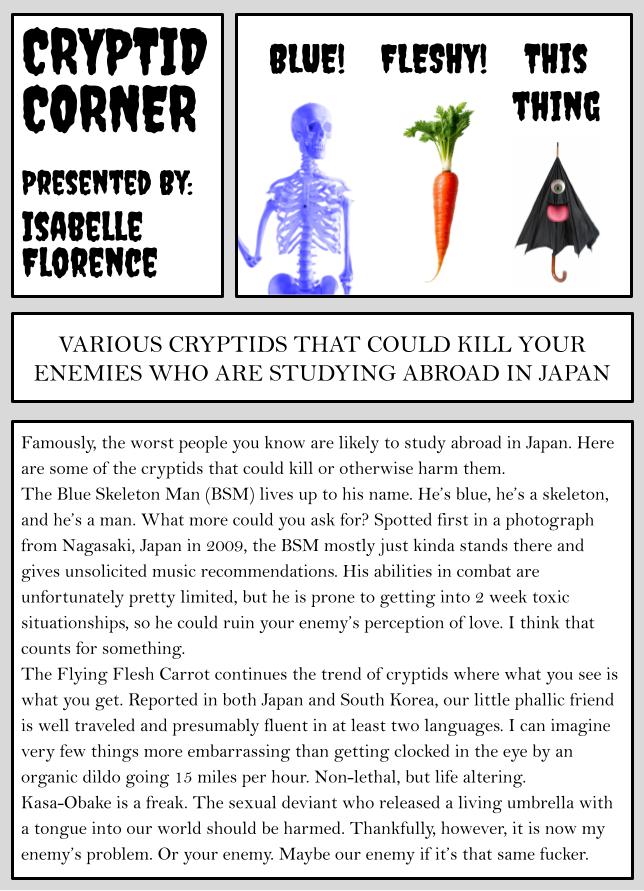 CRYPTID
CORNER
PRESENTED BY:
ISABELLE
FLORENCE
BLUE!
FLESHY!
THIS
THING
VARIOUS CRYPTIDS THAT COULD KILL YOUR
ENEMIES WHO ARE STUDYING ABROAD IN JAPAN
Famously, the worst people you know are likely to study abroad in Japan. Here
are some of the cryptids that could kill or otherwise harm them.
The Blue Skeleton Man (BSM) lives up to his name. He's blue, he's a skeleton,
and he's a man. What more could you ask for? Spotted first in a photograph
from Nagasaki, Japan in 2009, the BSM mostly just kinda stands there and
gives unsolicited music recommendations. His abilities in combat are
unfortunately pretty limited, but he is prone to getting into 2 week toxic
situationships, so he could ruin your enemy's perception of love. I think that
counts for something.
The Flying Flesh Carrot continues the trend of cryptids where what you see is
what you get. Reported in both Japan and South Korea, our little phallic friend
is well traveled and presumably fluent in at least two languages. I can imagine
very few things more embarrassing than getting clocked in the eye by an
organic dildo going 15 miles per hour. Non-lethal, but life altering.
Kasa-Obake is a freak. The sexual deviant who released a living umbrella with
a tongue into our world should be harmed. Thankfully, however, it is now my
enemy's problem. Or your enemy. Maybe our enemy if it's that same fucker.